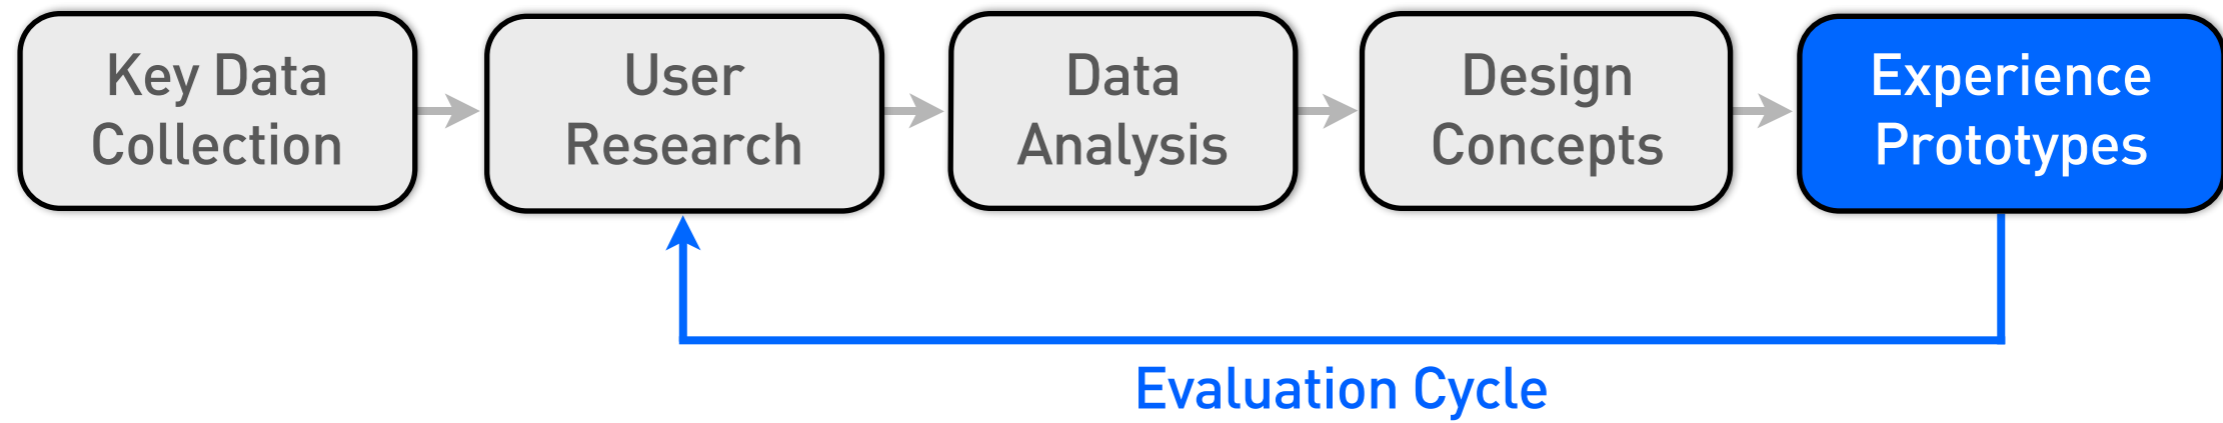 Key Data
Collection
User
Research
Data
Analysis
Design
Concepts
Experience
Prototypes
Evaluation Cycle